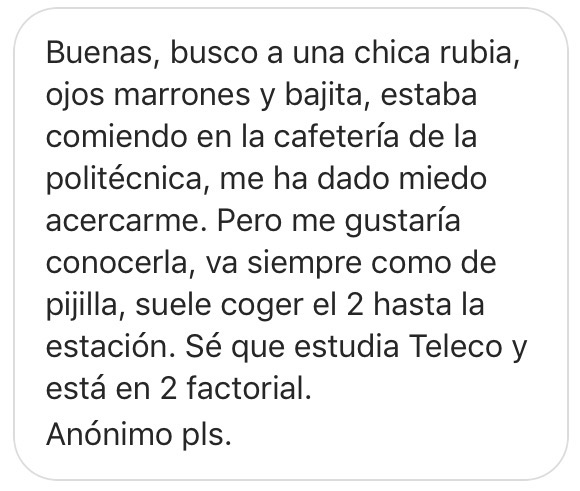 Buenas, busco a una chica rubia,
ojos marrones y bajita, estaba
comiendo en la cafetería de la
politécnica, me ha dado miedo
acercarme. Pero me gustaría
conocerla, va siempre como de
pijilla, suele coger el 2 hasta la
estación. Sé que estudia Teleco y
está en 2 factorial.
Anónimo pls.